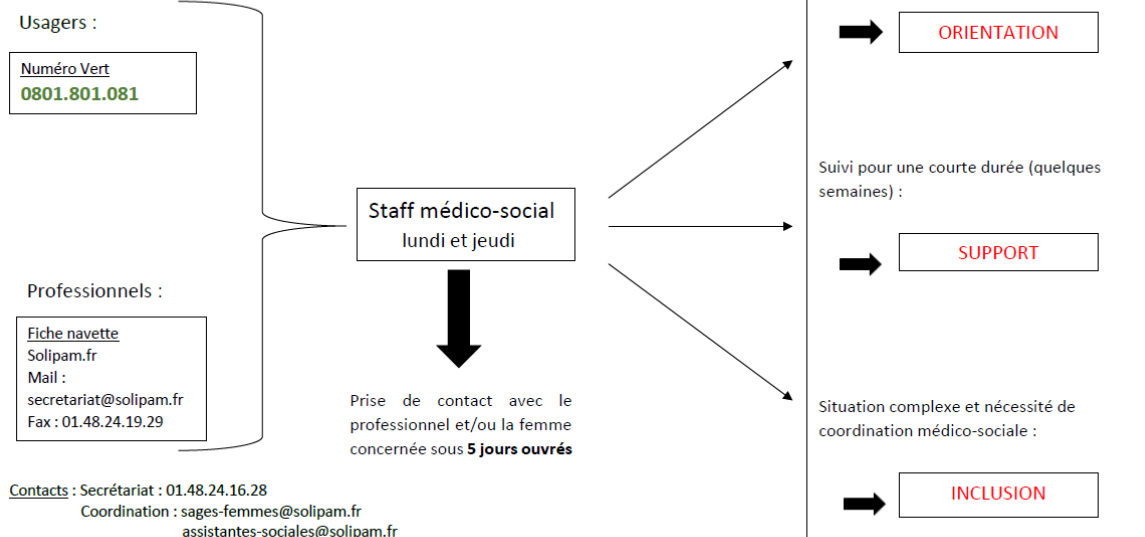 Usagers :
Numéro Vert
0801.801.081
Professionnels :
Fiche navette
Solipam.fr
Mail :
secretariat@solipam.fr
Fax : 01.48.24.19.29
Contacts : Secrétariat : 01.48.24.16.28
Coordination : sages-femmes@solipam.fr
assistantes-sociales@solipam.fr
Staff médico-social
lundi et jeudi
Prise de contact avec le
professionnel et/ou la femme
concernée sous 5 jours ouvrés
ORIENTATION
Suivi pour une courte durée (quelques
semaines) :
SUPPORT
Situation complexe et nécessité de
coordination médico-sociale :
INCLUSION